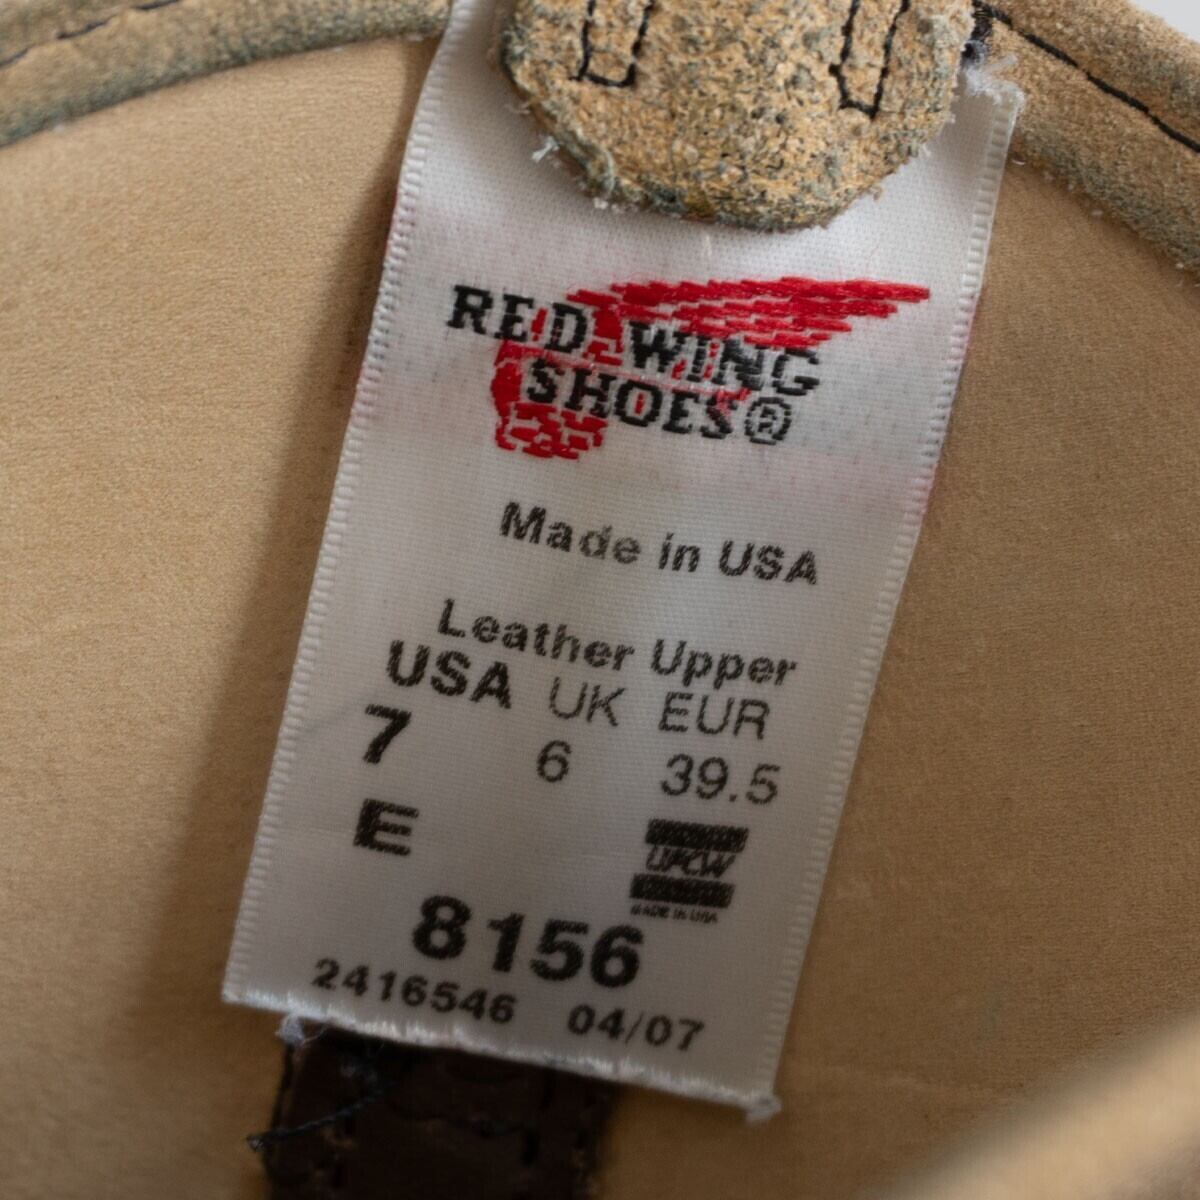 RED WING
SHOES®
Made in USA
Leather Upper
USA UK EUR
7 6 39.5
E
UFCW
MADE IN USA
8156
2416546 04/07